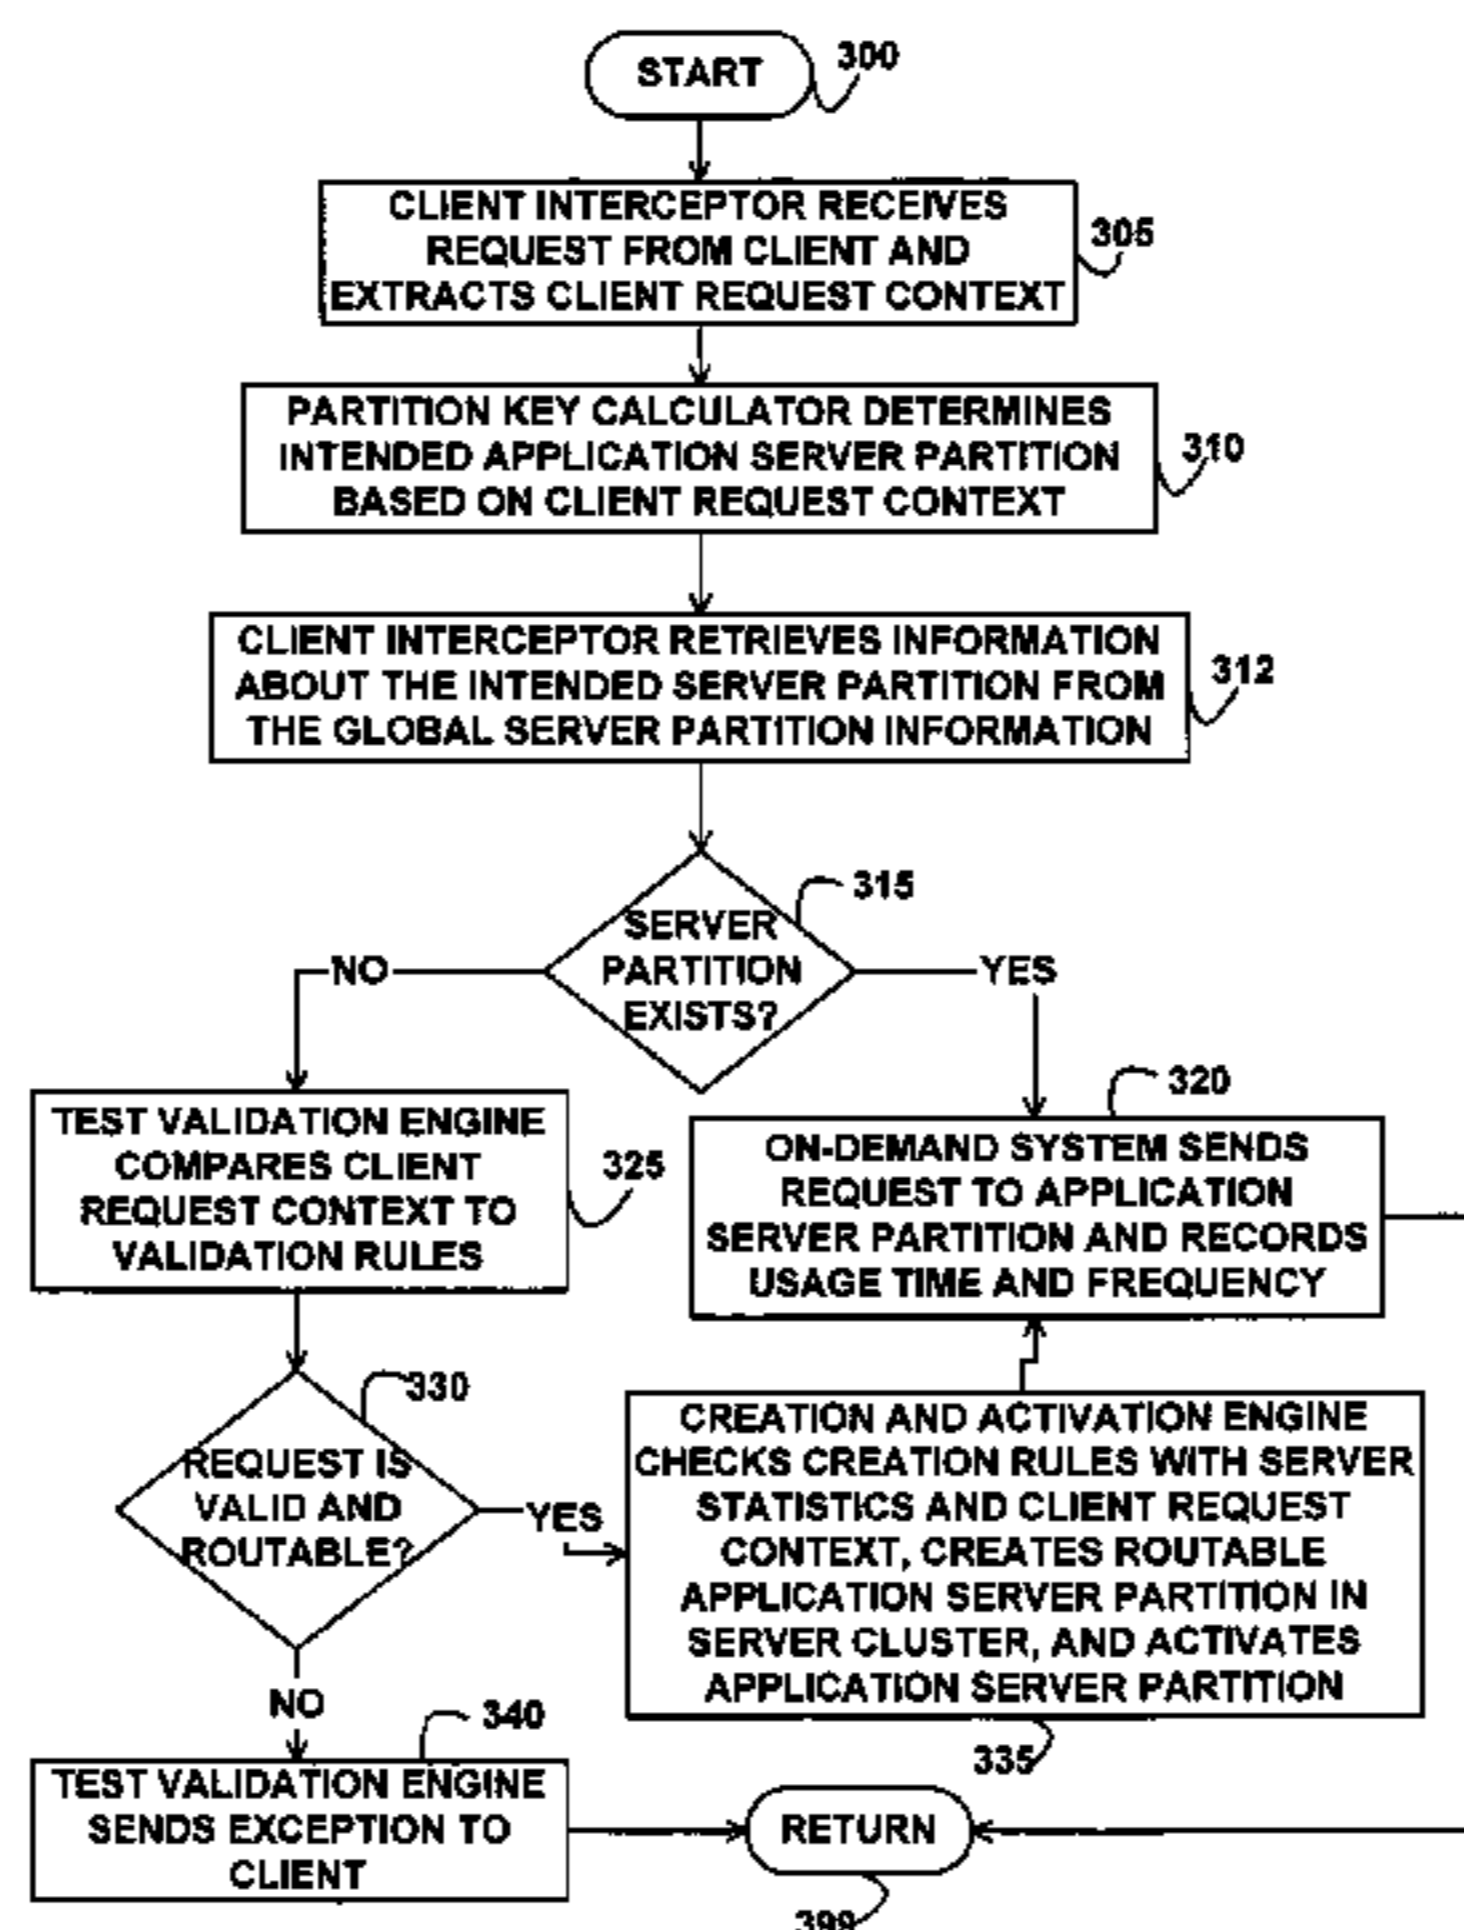 START
300
CLIENT INTERCEPTOR RECEIVES
REQUEST FROM CLIENT AND
EXTRACTS CLIENT REQUEST CONTEXT
305
PARTITION KEY CALCULATOR DETERMINES
INTENDED APPLICATION SERVER PARTITION
BASED ON CLIENT REQUEST CONTEXT
310
CLIENT INTERCEPTOR RETRIEVES INFORMATION
ABOUT THE INTENDED SERVER PARTITION FROM
THE GLOBAL SERVER PARTITION INFORMATION
312
SERVER
PARTITION
EXISTS?
315
NO
YES
TEST VALIDATION ENGINE
COMPARES CLIENT
REQUEST CONTEXT TO
VALIDATION RULES
325
ON-DEMAND SYSTEM SENDS
REQUEST TO APPLICATION
SERVER PARTITION AND RECORDS
USAGE TIME AND FREQUENCY
320
REQUEST IS
VALID AND
ROUTABLE?
330
YES
CREATION AND ACTIVATION ENGINE
CHECKS CREATION RULES WITH SERVER
STATISTICS AND CLIENT REQUEST
CONTEXT, CREATES ROUTABLE
APPLICATION SERVER PARTITION IN
SERVER CLUSTER, AND ACTIVATES
APPLICATION SERVER PARTITION
335
NO
TEST VALIDATION ENGINE
SENDS EXCEPTION TO
CLIENT
340
RETURN
399